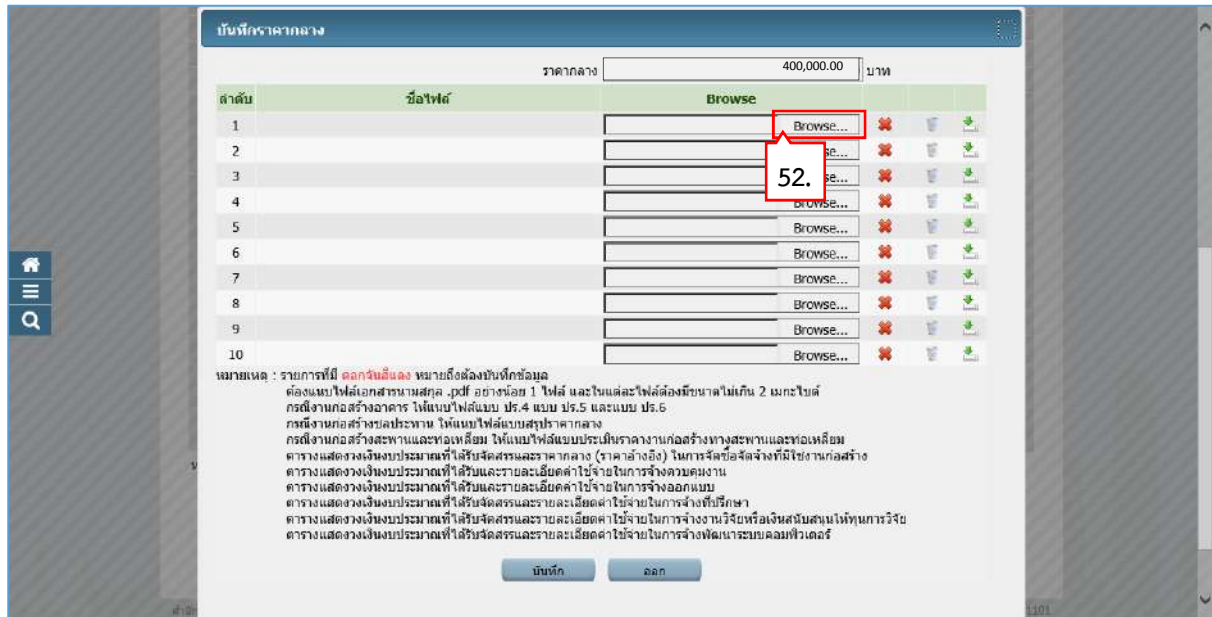 บันทึกราคากลาง
ราคากลาง 400,000.00 บาท
ลำดับ ชื่อไฟล์ Browse
1 Browse...
2 se...
3 se...
4 Browse...
5 Browse...
6 Browse...
7 Browse...
8 Browse...
9 Browse...
10 Browse...
52.
หมายเหตุ : รายการที่มี ดอกจันสีแดง หมายถึงต้องบันทึกข้อมูล
ต้องแนบไฟล์เอกสารนามสกุล .pdf อย่างน้อย 1 ไฟล์ และในแต่ละไฟล์ต้องมีขนาดไม่เกิน 2 เมกะไบต์
กรณีงานก่อสร้างอาคาร ให้แนบไฟล์แบบ ปร.4 แบบ ปร.5 และแบบ ปร.6
กรณีงานก่อสร้างชลประทาน ให้แนบไฟล์แบบสรุปราคากลาง
กรณีงานก่อสร้างสะพานและท่อเหลี่ยม ให้แนบไฟล์แบบประเมินราคางานก่อสร้างทางสะพานและท่อเหลี่ยม
ตารางแสดงวงเงินงบประมาณที่ได้รับจัดสรรและราคากลาง (ราคาอ้างอิง) ในการจัดซื้อจัดจ้างที่มิใช่งานก่อสร้าง
ตารางแสดงวงเงินงบประมาณที่ได้รับและรายละเอียดค่าใช้จ่ายในการจ้างควบคุมงาน
ตารางแสดงวงเงินงบประมาณที่ได้รับและรายละเอียดค่าใช้จ่ายในการจ้างออกแบบ
ตารางแสดงวงเงินงบประมาณที่ได้รับจัดสรรและรายละเอียดค่าใช้จ่ายในการจ้างที่ปรึกษา
ตารางแสดงวงเงินงบประมาณที่ได้รับจัดสรรและรายละเอียดค่าใช้จ่ายในการจ้างงานวิจัยหรือเงินสนับสนุนให้ทุนการวิจัย
ตารางแสดงวงเงินงบประมาณที่ได้รับจัดสรรและรายละเอียดค่าใช้จ่ายในการจ้างพัฒนาระบบคอมพิวเตอร์
บันทึก ออก
1101